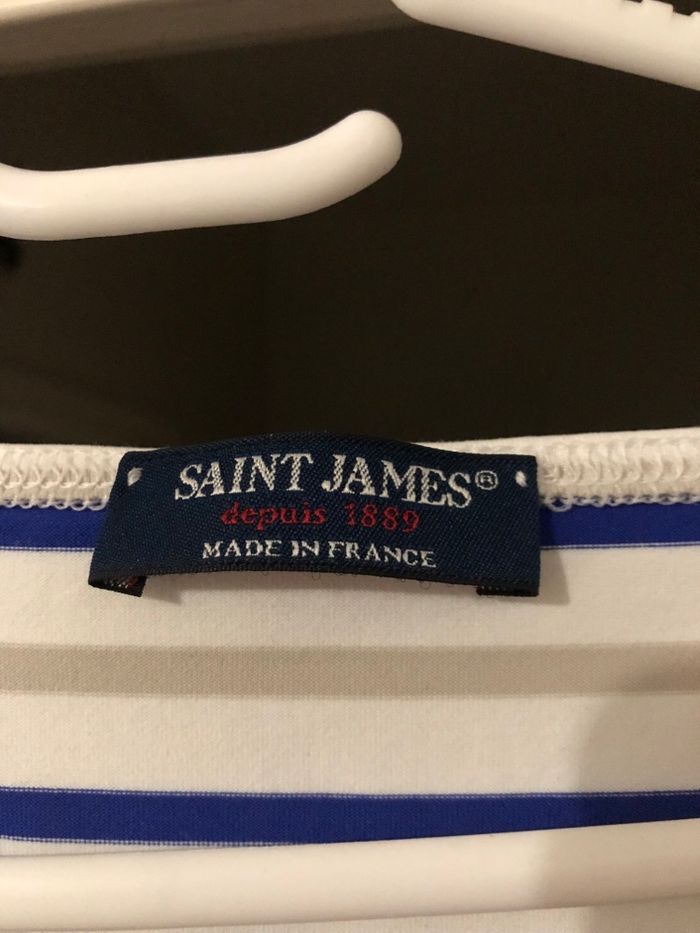 SAINT JAMES®
depuis 1889
MADE IN FRANCE